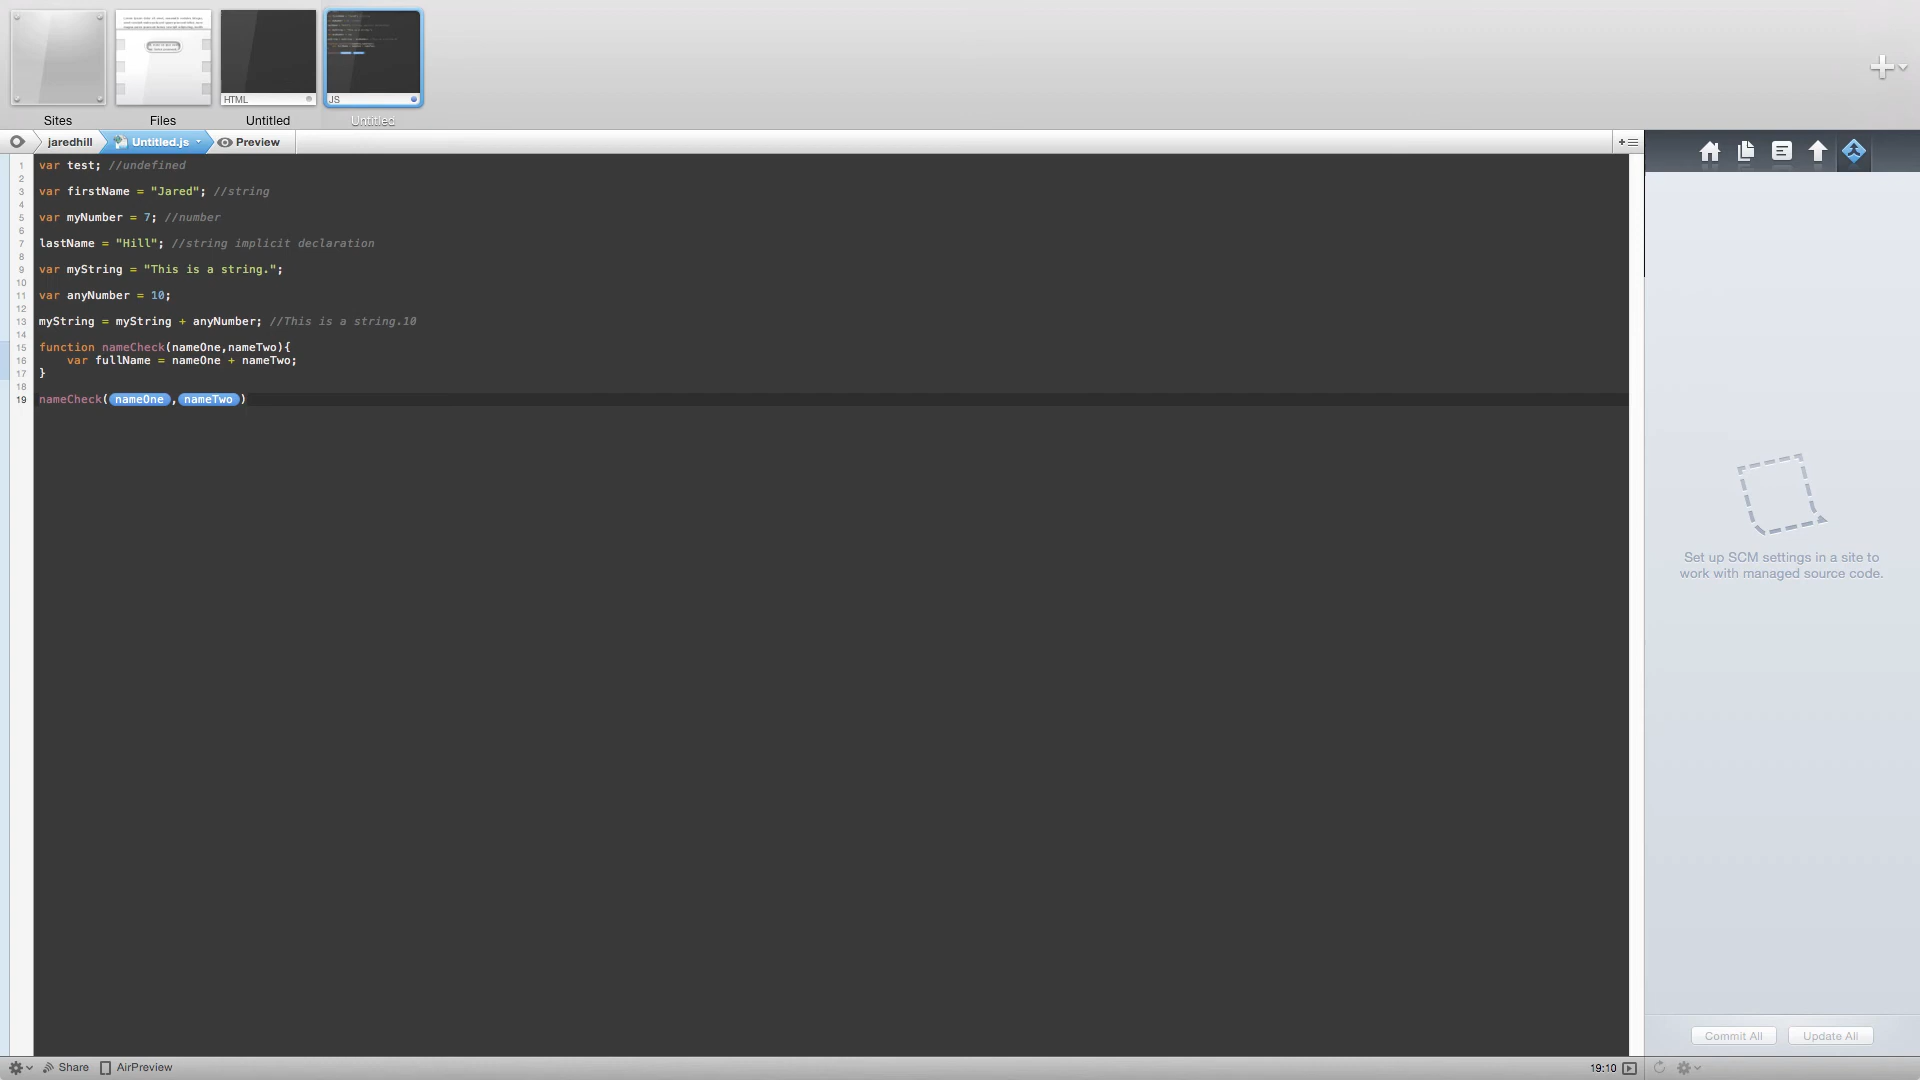 HTML
JS
Sites
Files
Untitled
Untitled
jaredhill
Untitled.js
Preview
1 var test; //undefined
2
3 var firstName = "Jared"; //string
4
5 var myNumber = 7; //number
6
7 lastName = "Hill"; //string implicit declaration
8
9 var myString = "This is a string.";
10
11 var anyNumber = 10;
12
13 myString = myString + anyNumber; //This is a string.10
14
15 function nameCheck(nameOne,nameTwo){
16 var fullName = nameOne + nameTwo;
17 }
18
19 nameCheck(nameOne,nameTwo)
Set up SCM settings in a site to
work with managed source code.
Commit All
Update All
Share
AirPreview
19:10